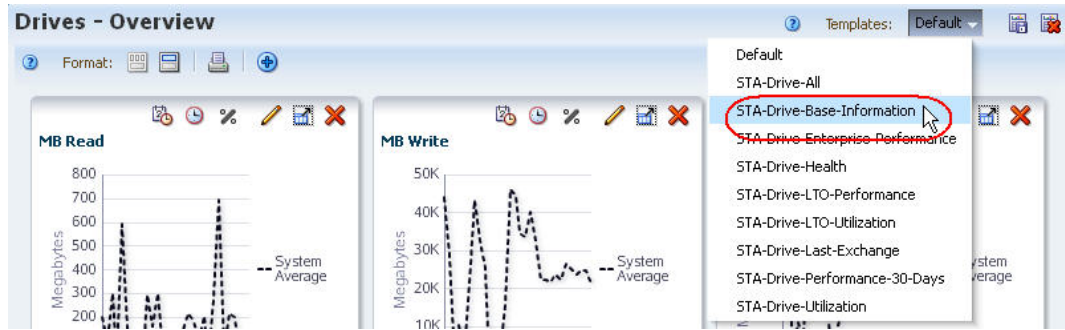 Drives - Overview
Templates: Default
Format:
Default
STA-Drive-All
STA-Drive-Base-Information
STA-Drive-Enterprise-Performance
STA-Drive-Health
STA-Drive-LTO-Performance
STA-Drive-LTO-Utilization
STA-Drive-Last-Exchange
STA-Drive-Performance-30-Days
STA-Drive-Utilization
MB Read
800
700
600
500
400
300
200
Megabytes
System
Average
MB Write
50K
40K
30K
20K
10K
Megabytes
System
Average
ystem
verage